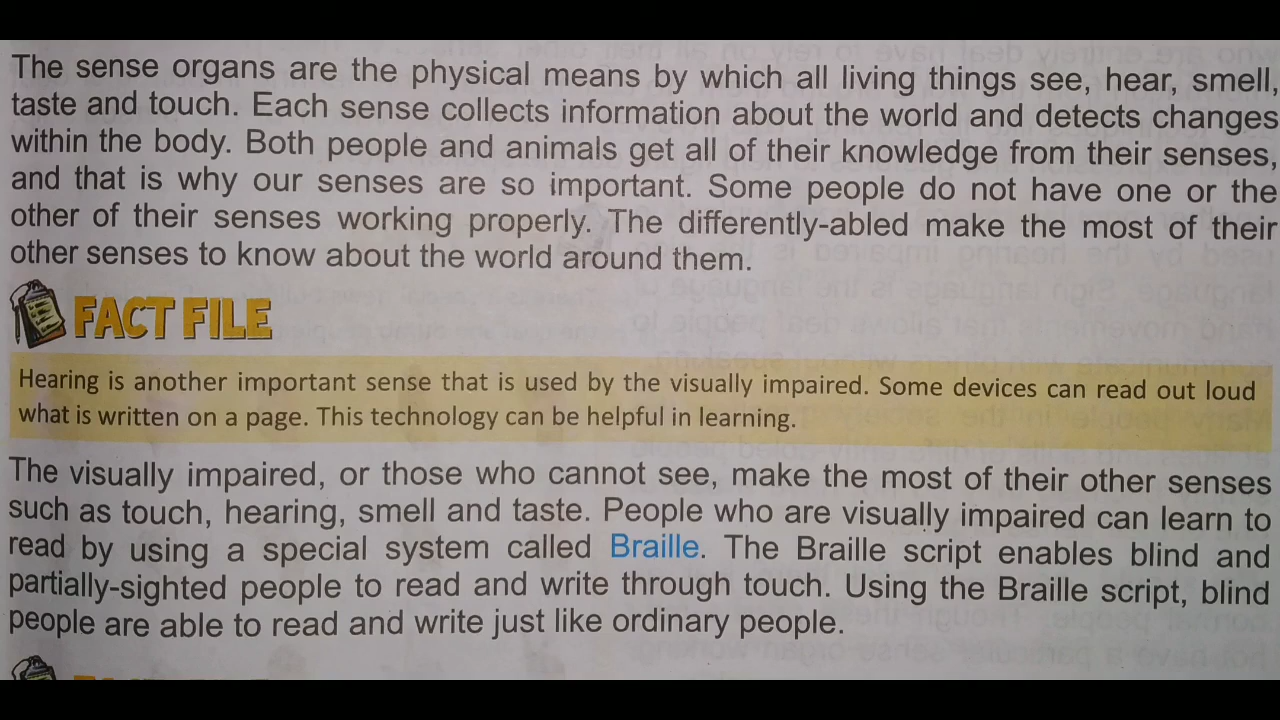 The sense organs are the physical means by which all living things see, hear, smell,
taste and touch. Each sense collects information about the world and detects changes
within the body. Both people and animals get all of their knowledge from their senses,
and that is why our senses are so important. Some people do not have one or the
other of their senses working properly. The differently-abled make the most of their
other senses to know about the world around them.
FACT FILE
Hearing is another important sense that is used by the visually impaired. Some devices can read out loud
what is written on a page. This technology can be helpful in learning.
The visually impaired, or those who cannot see, make the most of their other senses
such as touch, hearing, smell and taste. People who are visually impaired can learn to
read by using a special system called Braille. The Braille script enables blind and
partially-sighted people to read and write through touch. Using the Braille script, blind
people are able to read and write just like ordinary people.